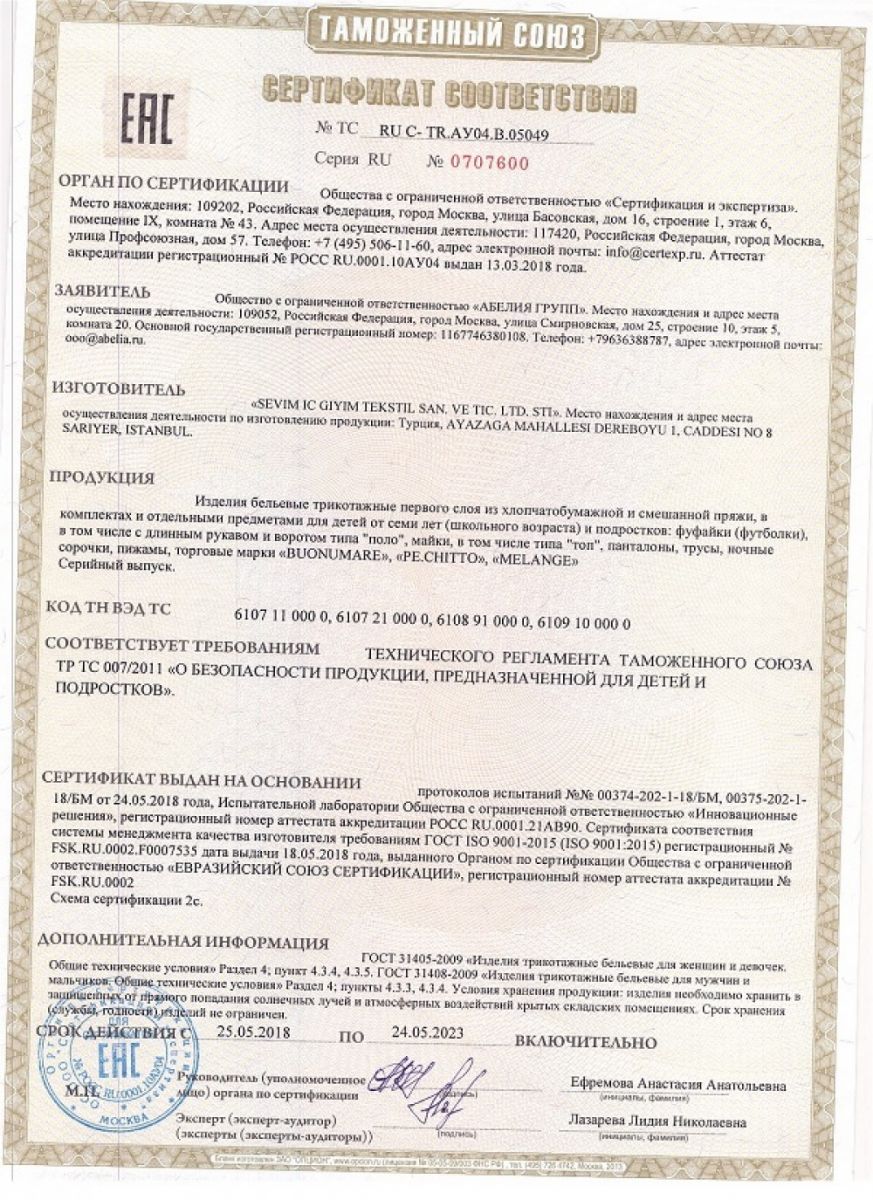 ТАМОЖЕННЫЙ СОЮЗ
СЕРТИФИКАТ СООТВЕТСТВИЯ
EAC
№ ТС RU C- TR.АУ04.В.05049
Серия RU № 0707600
ОРГАН ПО СЕРТИФИКАЦИИ Общества с ограниченной ответственностью «Сертификация и экспертиза».
Место нахождения: 109202, Российская Федерация, город Москва, улица Басовская, дом 16, строение 1, этаж 6,
помещение IX, комната № 43. Адрес места осуществления деятельности: 117420, Российская Федерация, город Москва,
улица Профсоюзная, дом 57. Телефон: +7 (495) 506-11-60, адрес электронной почты: info@certexp.ru. Аттестат
аккредитации регистрационный № РОСС RU.0001.10АУ04 выдан 13.03.2018 года.
ЗАЯВИТЕЛЬ Общество с ограниченной ответственностью «АБЕЛИЯ ГРУПП». Место нахождения и адрес места
осуществления деятельности: 109052, Российская Федерация, город Москва, улица Смирновская, дом 25, строение 10, этаж 5,
комната 20. Основной государственный регистрационный номер: 1167746380108. Телефон: +79636388787, адрес электронной почты:
ooo@abelia.ru.
ИЗГОТОВИТЕЛЬ «SEVIM IC GIYIM TEKSTIL SAN. VE TIC. LTD. STI». Место нахождения и адрес места
осуществления деятельности по изготовлению продукции: Турция, AYAZAGA MAHALLESI DEREBOYU 1, CADDESI NO 8
SARIYER, ISTANBUL.
ПРОДУКЦИЯ
Изделия бельевые трикотажные первого слоя из хлопчатобумажной и смешанной пряжи, в
комплектах и отдельными предметами для детей от семи лет (школьного возраста) и подростков: фуфайки (футболки),
в том числе с длинным рукавом и воротом типа "поло", майки, в том числе типа "топ", панталоны, трусы, ночные
сорочки, пижамы, торговые марки «BUONUMARE», «PE.CHITTO», «MELANGE»
Серийный выпуск.
КОД ТН ВЭД ТС 6107 11 000 0, 6107 21 000 0, 6108 91 000 0, 6109 10 000 0
СООТВЕТСТВУЕТ ТРЕБОВАНИЯМ ТЕХНИЧЕСКОГО РЕГЛАМЕНТА ТАМОЖЕННОГО СОЮЗА
ТР ТС 007/2011 «О БЕЗОПАСНОСТИ ПРОДУКЦИИ, ПРЕДНАЗНАЧЕННОЙ ДЛЯ ДЕТЕЙ И
ПОДРОСТКОВ».
СЕРТИФИКАТ ВЫДАН НА ОСНОВАНИИ протоколов испытаний №№ 00374-202-1-18/БМ, 00375-202-1-
18/БМ от 24.05.2018 года, Испытательной лаборатории Общества с ограниченной ответственностью «Инновационные
решения», регистрационный номер аттестата аккредитации РОСС RU.0001.21АВ90. Сертификата соответствия
системы менеджмента качества изготовителя требованиям ГОСТ ISO 9001-2015 (ISO 9001:2015) регистрационный №
FSK.RU.0002.F0007535 дата выдачи 18.05.2018 года, выданного Органом по сертификации Общества с ограниченной
ответственностью «ЕВРАЗИЙСКИЙ СОЮЗ СЕРТИФИКАЦИИ», регистрационный номер аттестата аккредитации №
FSK.RU.0002
Схема сертификации 2с.
ДОПОЛНИТЕЛЬНАЯ ИНФОРМАЦИЯ ГОСТ 31405-2009 «Изделия трикотажные бельевые для женщин и девочек.
Общие технические условия» Раздел 4; пункт 4.3.4, 4.3.5. ГОСТ 31408-2009 «Изделия трикотажные бельевые для мужчин и
мальчиков. Общие технические условия» Раздел 4; пункты 4.3.3, 4.3.4. Условия хранения продукции: изделия необходимо хранить в
защищенных от прямого попадания солнечных лучей и атмосферных воздействий крытых складских помещениях. Срок хранения
(службы, годности) изделий не ограничен.
СРОК ДЕЙСТВИЯ С 25.05.2018 ПО 24.05.2023 ВКЛЮЧИТЕЛЬНО
для
EAC
№ РОСС RU.0001.10АУ04
МОСКВА
М.П.
Руководитель (уполномоченное
лицо) органа по сертификации
(подпись)
Ефремова Анастасия Анатольевна
(инициалы, фамилия)
Эксперт (эксперт-аудитор)
(эксперты (эксперты-аудиторы))
(подпись)
Лазарева Лидия Николаевна
(инициалы, фамилия)